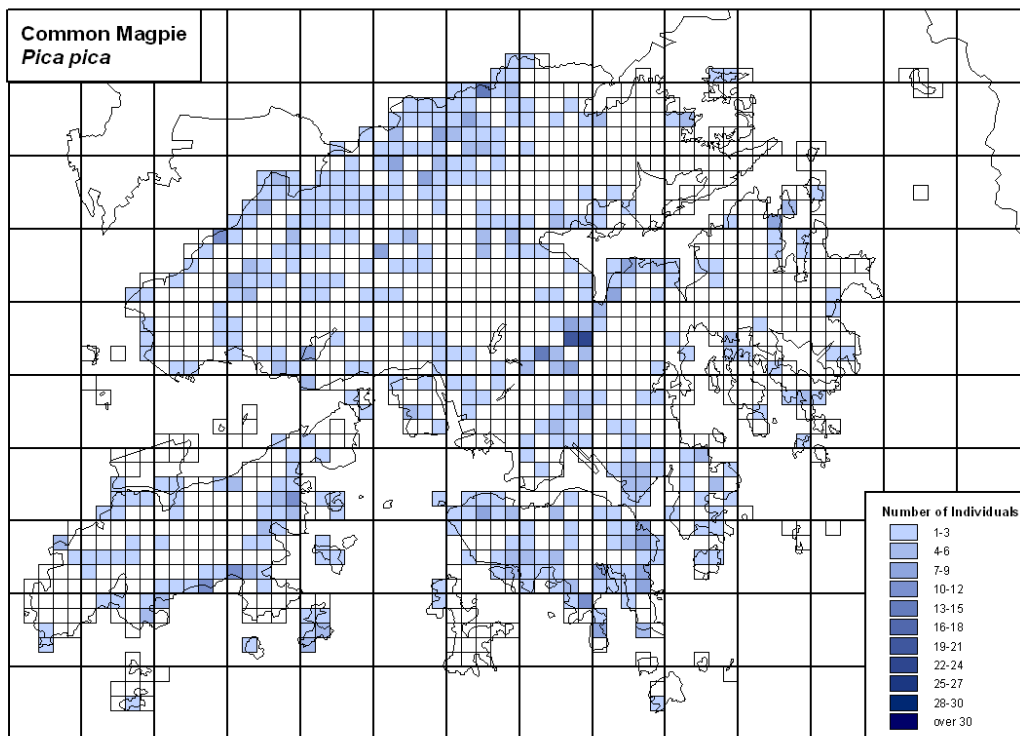 Common Magpie
Pica pica
Number of Individuals
1-3
4-6
7-9
10-12
13-15
16-18
19-21
22-24
25-27
28-30
over 30